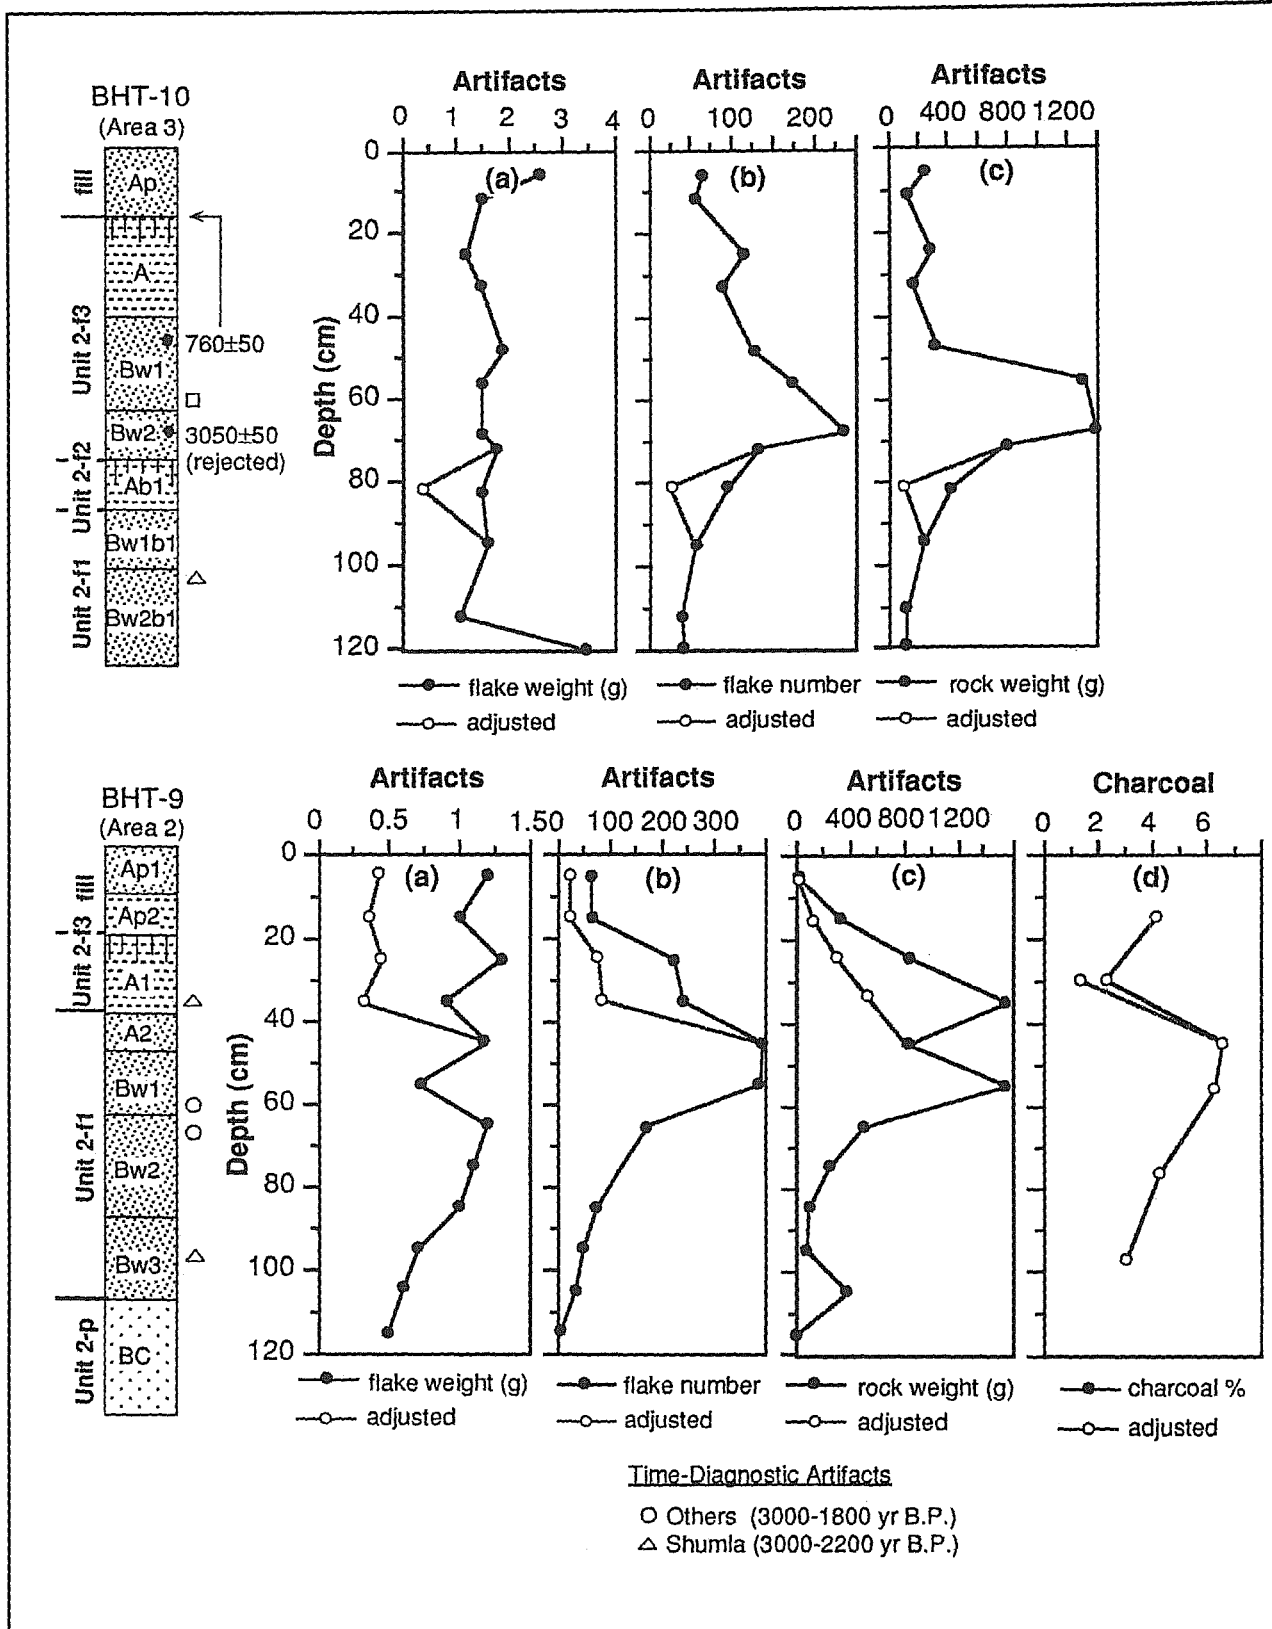 BHT-10
(Area 3)
fill
Unit 2-f3
Unit 2-f2
Unit 2-f1
Ap
A
Bw1
Bw2
Ab1
Bw1b1
Bw2b1
760±50
3050±50
(rejected)
Depth (cm)
0
20
40
60
80
100
120
Artifacts
0 1 2 3 4
(a)
flake weight (g)
adjusted
Artifacts
0 100 200
(b)
flake number
adjusted
Artifacts
0 400 800 1200
(c)
rock weight (g)
adjusted
BHT-9
(Area 2)
fill
Unit 2-f3
Unit 2-f1
Unit 2-p
Ap1
Ap2
A1
A2
Bw1
Bw2
Bw3
BC
Depth (cm)
0
20
40
60
80
100
120
Artifacts
0 0.5 1 1.5
(a)
flake weight (g)
adjusted
Artifacts
0 100 200 300
(b)
flake number
adjusted
Artifacts
0 400 800 1200
(c)
rock weight (g)
adjusted
Charcoal
0 2 4 6
(d)
charcoal %
adjusted
Time-Diagnostic Artifacts
Others (3000-1800 yr B.P.)
Shumla (3000-2200 yr B.P.)